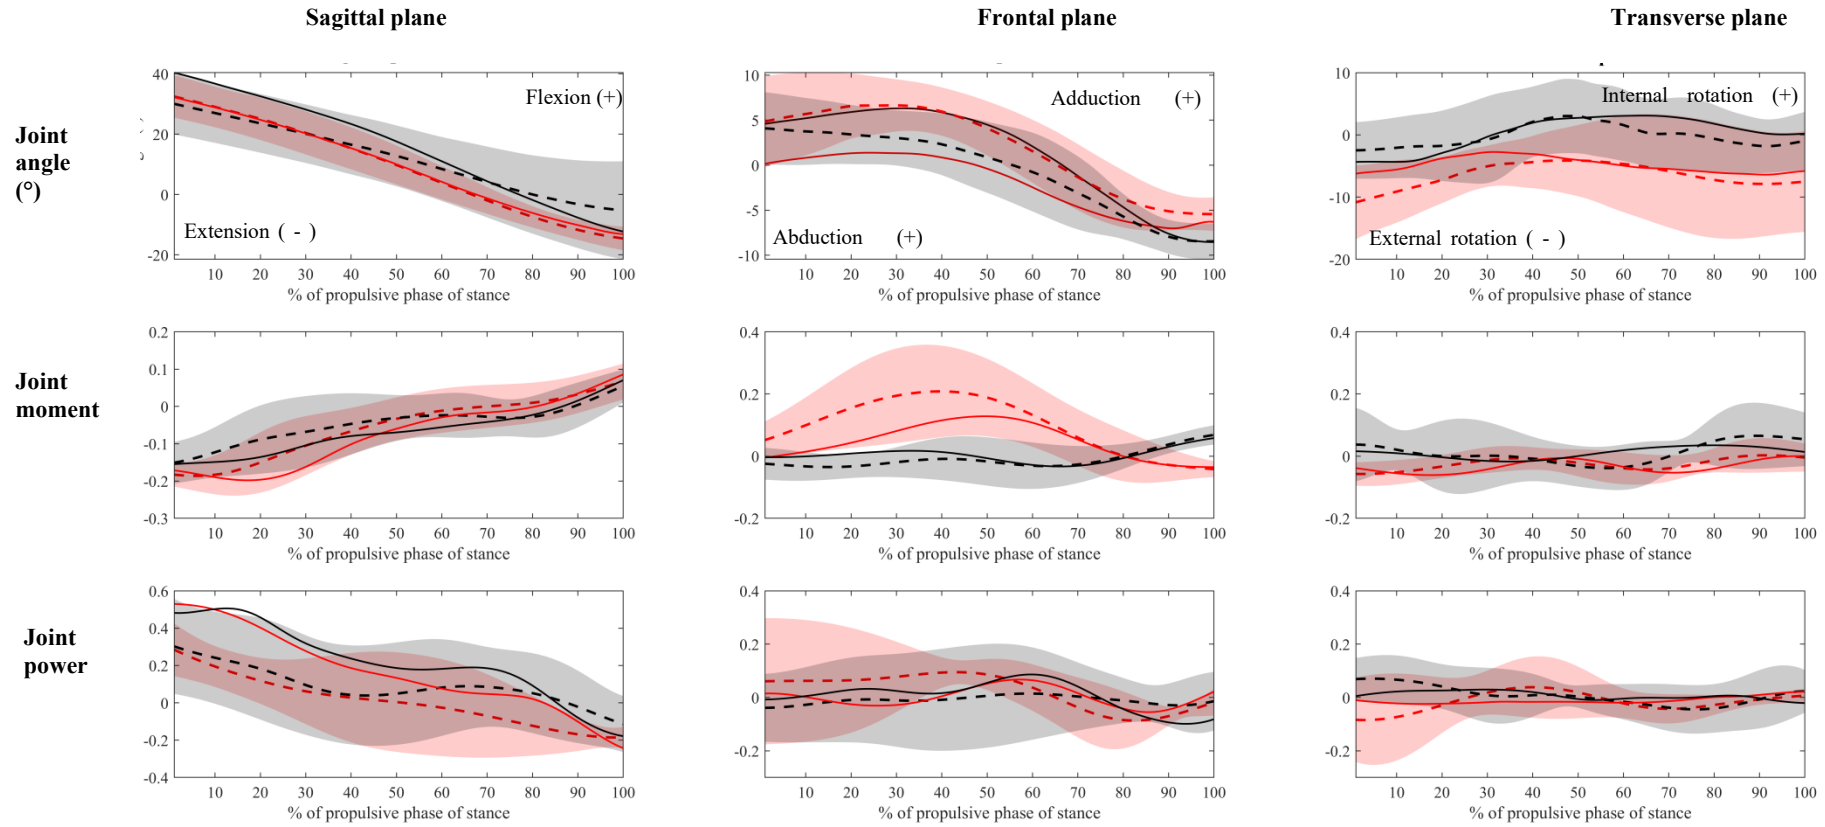 Sagittal plane Frontal plane Transverse plane
Joint
angle
(°)
40
20
0
-20
Flexion (+)
Extension ( - )
10 20 30 40 50 60 70 80 90 100
% of propulsive phase of stance
10
5
0
-5
-10
Adduction (+)
Abduction (+)
10 20 30 40 50 60 70 80 90 100
% of propulsive phase of stance
10
0
-10
-20
Internal rotation (+)
External rotation ( - )
10 20 30 40 50 60 70 80 90 100
% of propulsive phase of stance
Joint
moment
0.2
0.1
0
-0.1
-0.2
-0.3
10 20 30 40 50 60 70 80 90 100
% of propulsive phase of stance
0.4
0.2
0
-0.2
10 20 30 40 50 60 70 80 90 100
% of propulsive phase of stance
0.4
0.2
0
-0.2
10 20 30 40 50 60 70 80 90 100
% of propulsive phase of stance
Joint
power
0.6
0.4
0.2
0
-0.2
-0.4
10 20 30 40 50 60 70 80 90 100
% of propulsive phase of stance
0.4
0.2
0
-0.2
10 20 30 40 50 60 70 80 90 100
% of propulsive phase of stance
0.4
0.2
0
-0.2
10 20 30 40 50 60 70 80 90 100
% of propulsive phase of stance